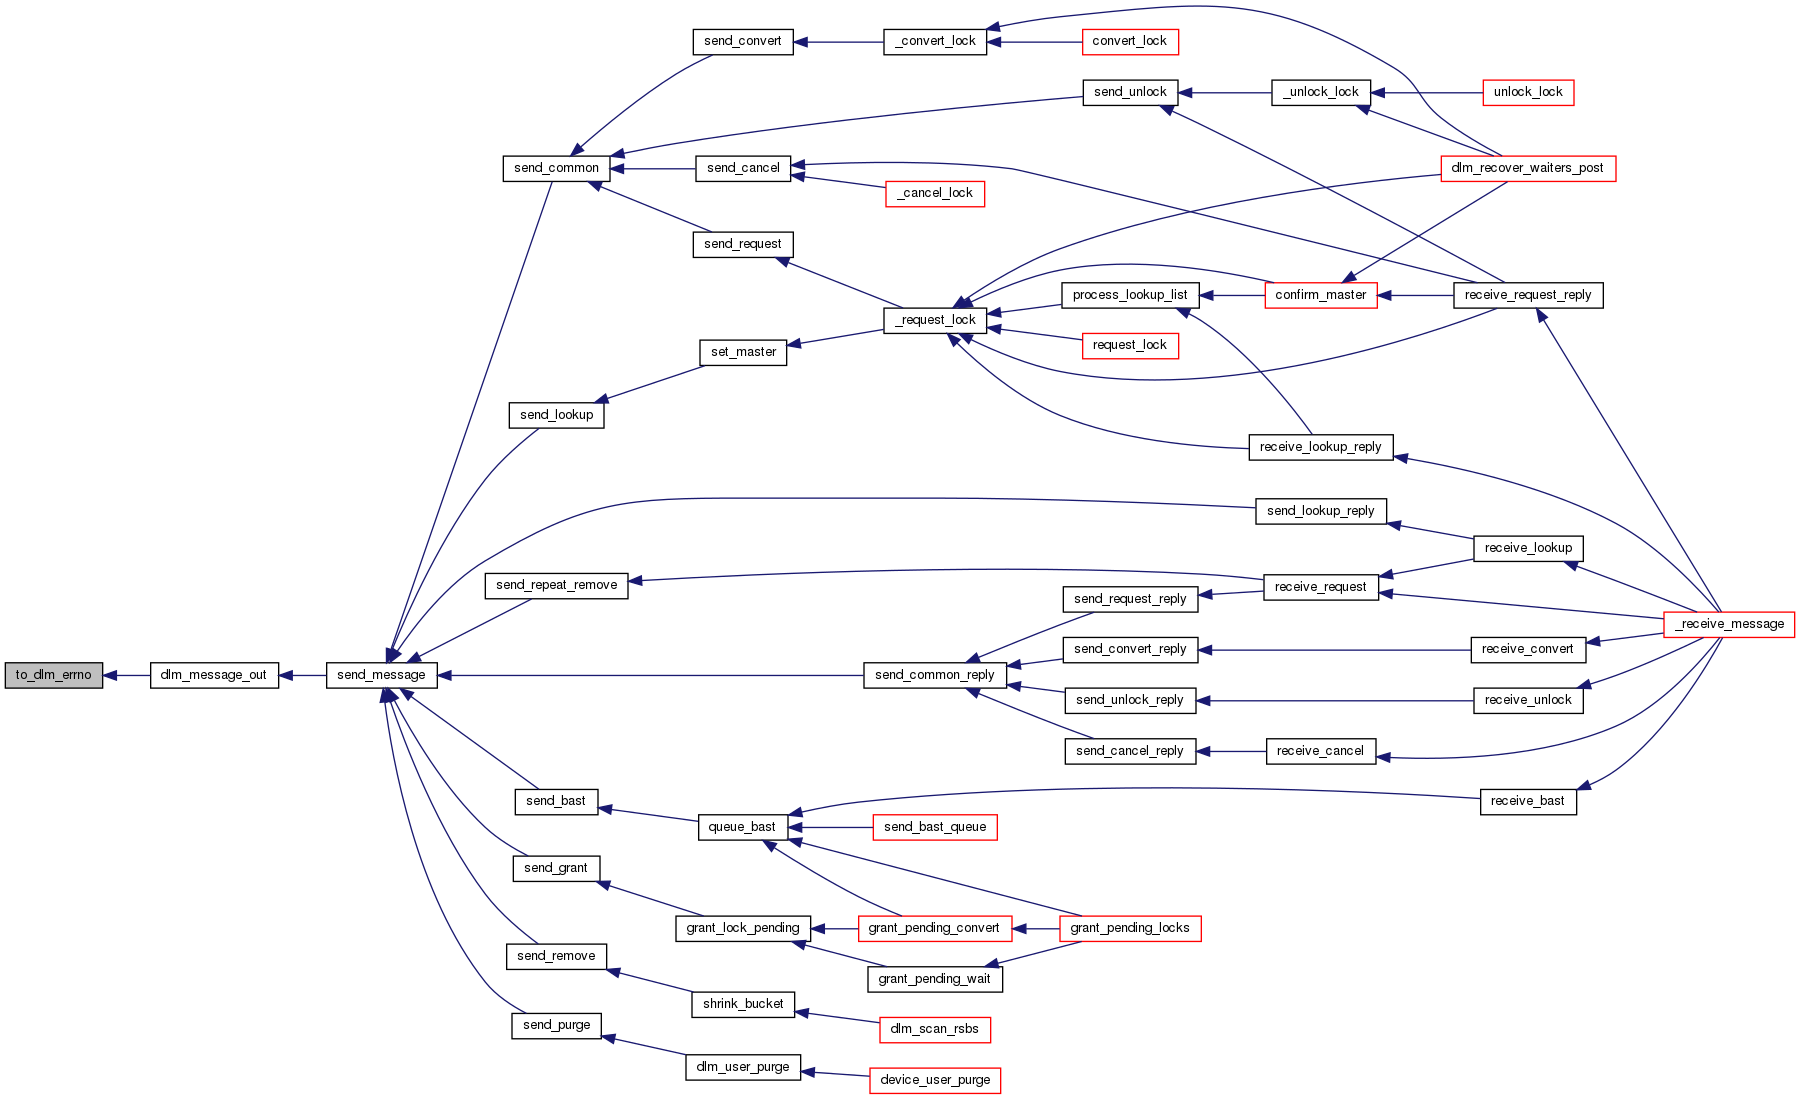 send_convert
_convert_lock
convert_lock
send_unlock
_unlock_lock
unlock_lock
send_common
send_cancel
dlm_recover_waiters_post
_cancel_lock
send_request
process_lookup_list
confirm_master
receive_request_reply
_request_lock
request_lock
set_master
send_lookup
receive_lookup_reply
send_lookup_reply
receive_lookup
send_repeat_remove
receive_request
send_request_reply
_receive_message
send_convert_reply
receive_convert
to_dlm_errno
dlm_message_out
send_message
send_common_reply
send_unlock_reply
receive_unlock
send_cancel_reply
receive_cancel
send_bast
receive_bast
queue_bast
send_bast_queue
send_grant
grant_lock_pending
grant_pending_convert
grant_pending_locks
send_remove
grant_pending_wait
shrink_bucket
send_purge
dlm_scan_rsbs
dlm_user_purge
device_user_purge